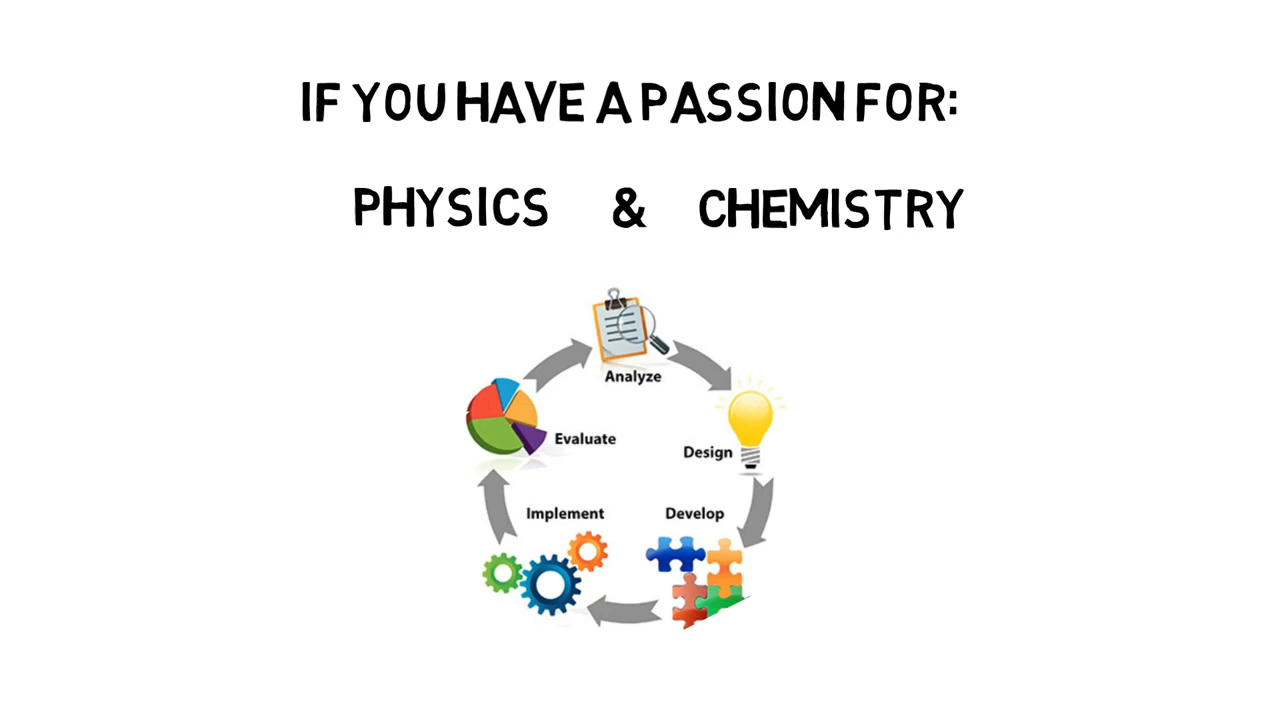 IF YOU HAVE A PASSION FOR:
PHYSICS & CHEMISTRY
Analyze
Evaluate
Design
Implement
Develop